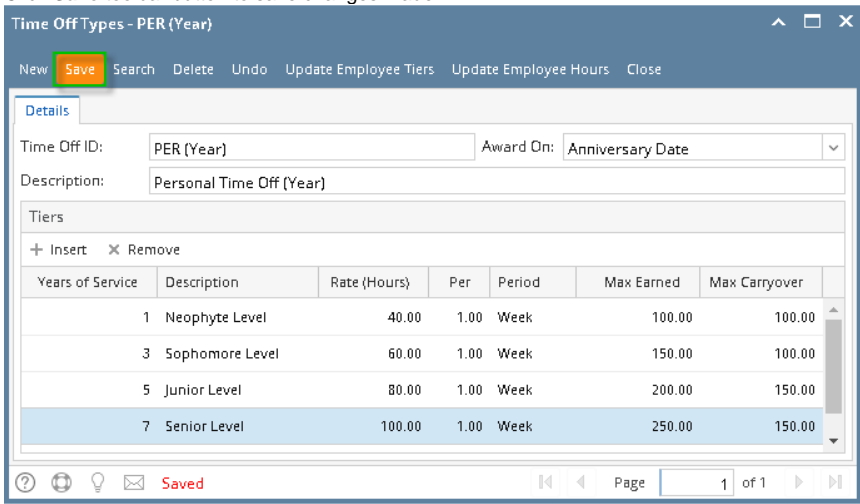 Time Off Types - PER (Year)
New Save Search Delete Undo Update Employee Tiers Update Employee Hours Close
Details
Time Off ID: PER (Year) Award On: Anniversary Date
Description: Personal Time Off (Year)
Tiers
Insert Remove
Years of Service Description Rate (Hours) Per Period Max Earned Max Carryover
1 Neophyte Level 40.00 1.00 Week 100.00 100.00
3 Sophomore Level 60.00 1.00 Week 150.00 100.00
5 Junior Level 80.00 1.00 Week 200.00 150.00
7 Senior Level 100.00 1.00 Week 250.00 150.00
Saved Page 1 of 1